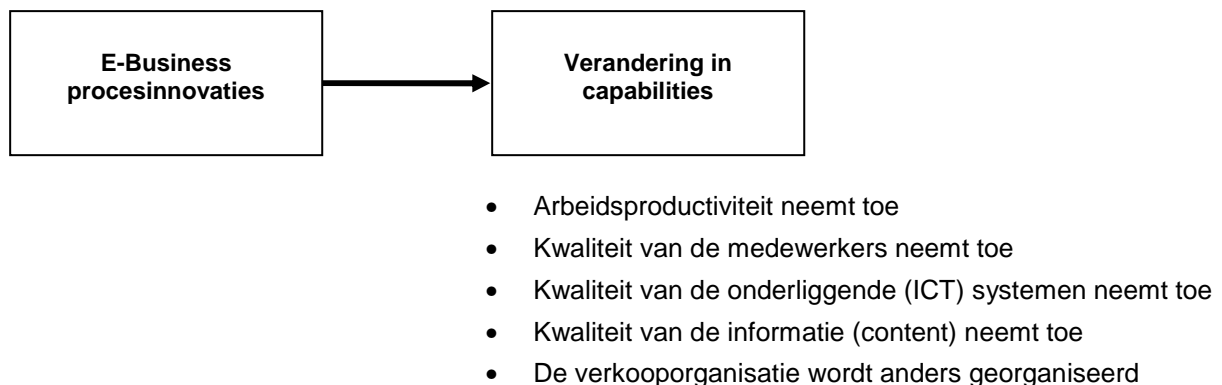 E-Business
procesinnovaties
Verandering in
capabilities
• Arbeidsproductiviteit neemt toe
• Kwaliteit van de medewerkers neemt toe
• Kwaliteit van de onderliggende (ICT) systemen neemt toe
• Kwaliteit van de informatie (content) neemt toe
• De verkooporganisatie wordt anders georganiseerd